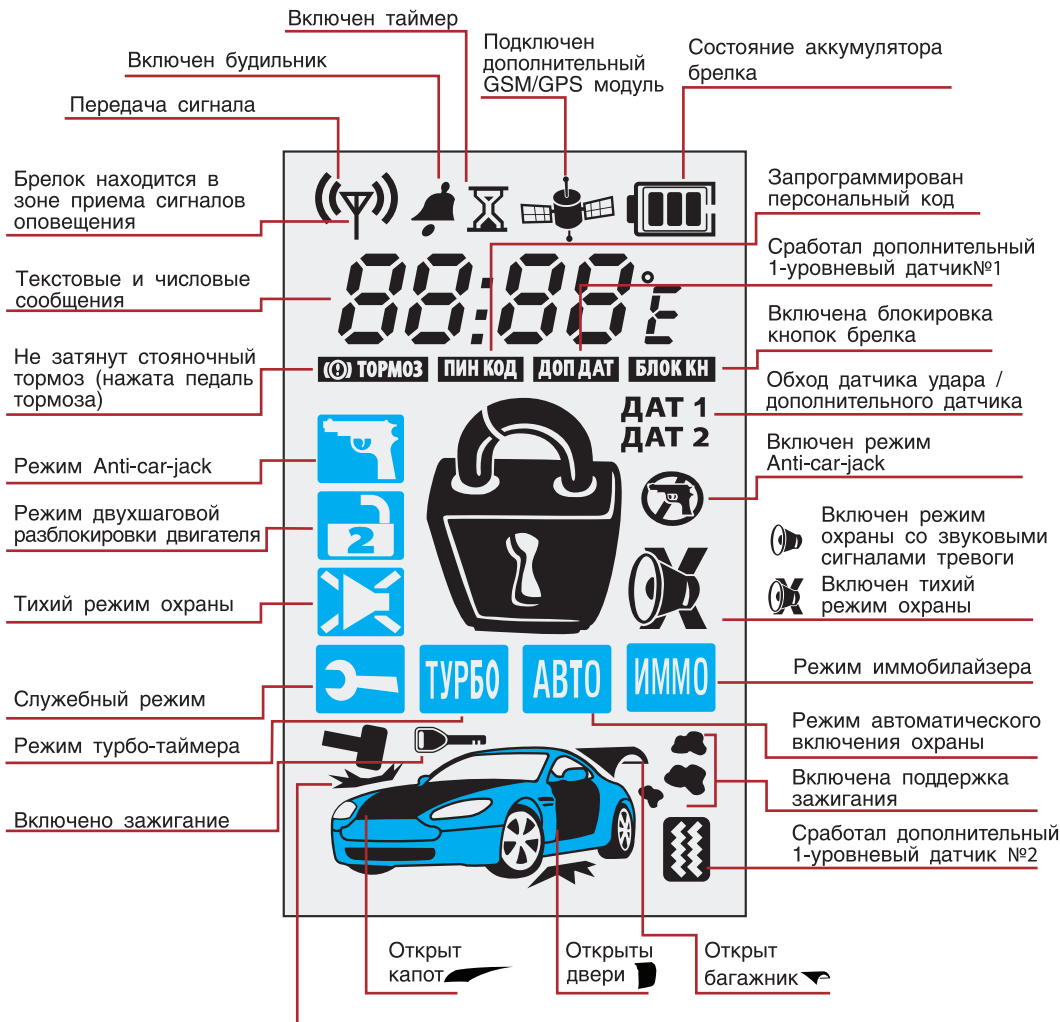 Включен таймер
Включен будильник
Передача сигнала
Подключен
дополнительный
GSM/GPS модуль
Состояние аккумулятора
брелка
Брелок находится в
зоне приема сигналов
оповещения
Текстовые и числовые
сообщения
Не затянут стояночный
тормоз (нажата педаль
тормоза)
Режим Anti-car-jack
Режим двухшаговой
разблокировки двигателя
Тихий режим охраны
Служебный режим
Режим турбо-таймера
Включено зажигание
88:88°E
(!) ТОРМОЗ
ПИН КОД
ДОП ДАТ
БЛОК КН
ДАТ 1
ДАТ 2
2
X
ТУРБО
АВТО
ИММО
Запрограммирован
персональный код
Сработал дополнительный
1-уровневый датчик№1
Включена блокировка
кнопок брелка
Обход датчика удара /
дополнительного датчика
Включен режим
Anti-car-jack
Включен режим
охраны со звуковыми
сигналами тревоги
Включен тихий
режим охраны
Режим иммобилайзера
Режим автоматического
включения охраны
Включена поддержка
зажигания
Сработал дополнительный
1-уровневый датчик №2
Открыт
капот
Открыты
двери
Открыт
багажник